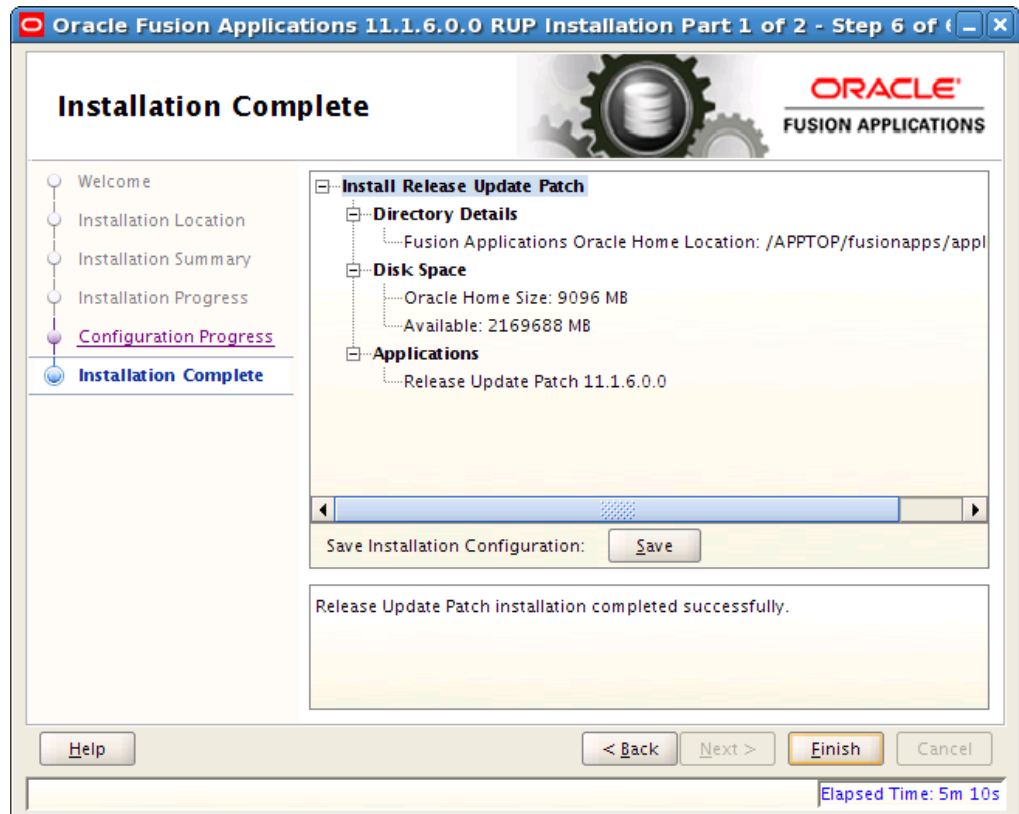 Oracle Fusion Applications 11.1.6.0.0 RUP Installation Part 1 of 2 - Step 6 of
Installation Complete
ORACLE
FUSION APPLICATIONS
Welcome
Installation Location
Installation Summary
Installation Progress
Configuration Progress
Installation Complete
Install Release Update Patch
Directory Details
Fusion Applications Oracle Home Location: /APPTOP/fusionapps/appl
Disk Space
Oracle Home Size: 9096 MB
Available: 2169688 MB
Applications
Release Update Patch 11.1.6.0.0
Save Installation Configuration: Save
Release Update Patch installation completed successfully.
Help < Back Next > Finish Cancel
Elapsed Time: 5m 10s